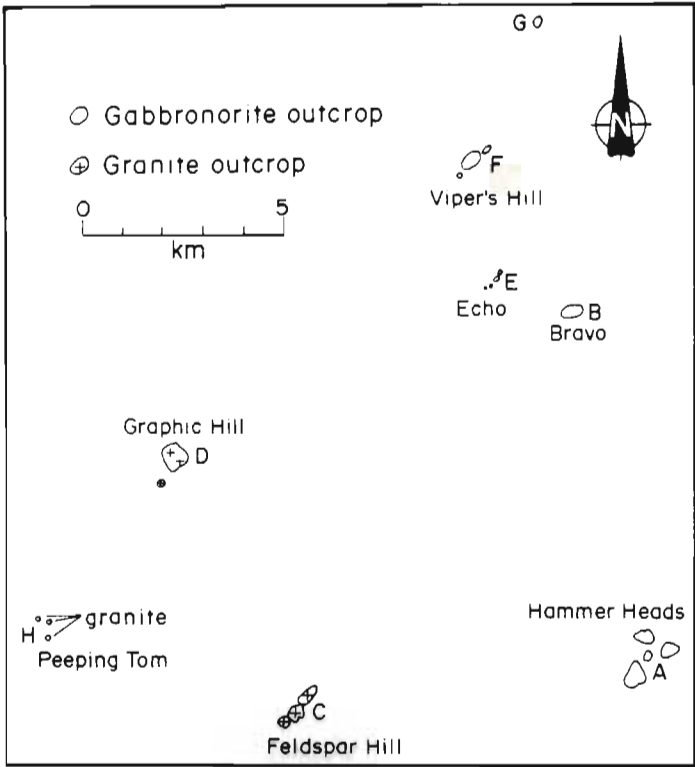 G
Gabbronorite outcrop
N
Granite outcrop
F
Viper's Hill
0 5
km
E
Echo
B
Bravo
Graphic Hill
D
Hammer Heads
granite
H
Peeping Tom
A
C
Feldspar Hill